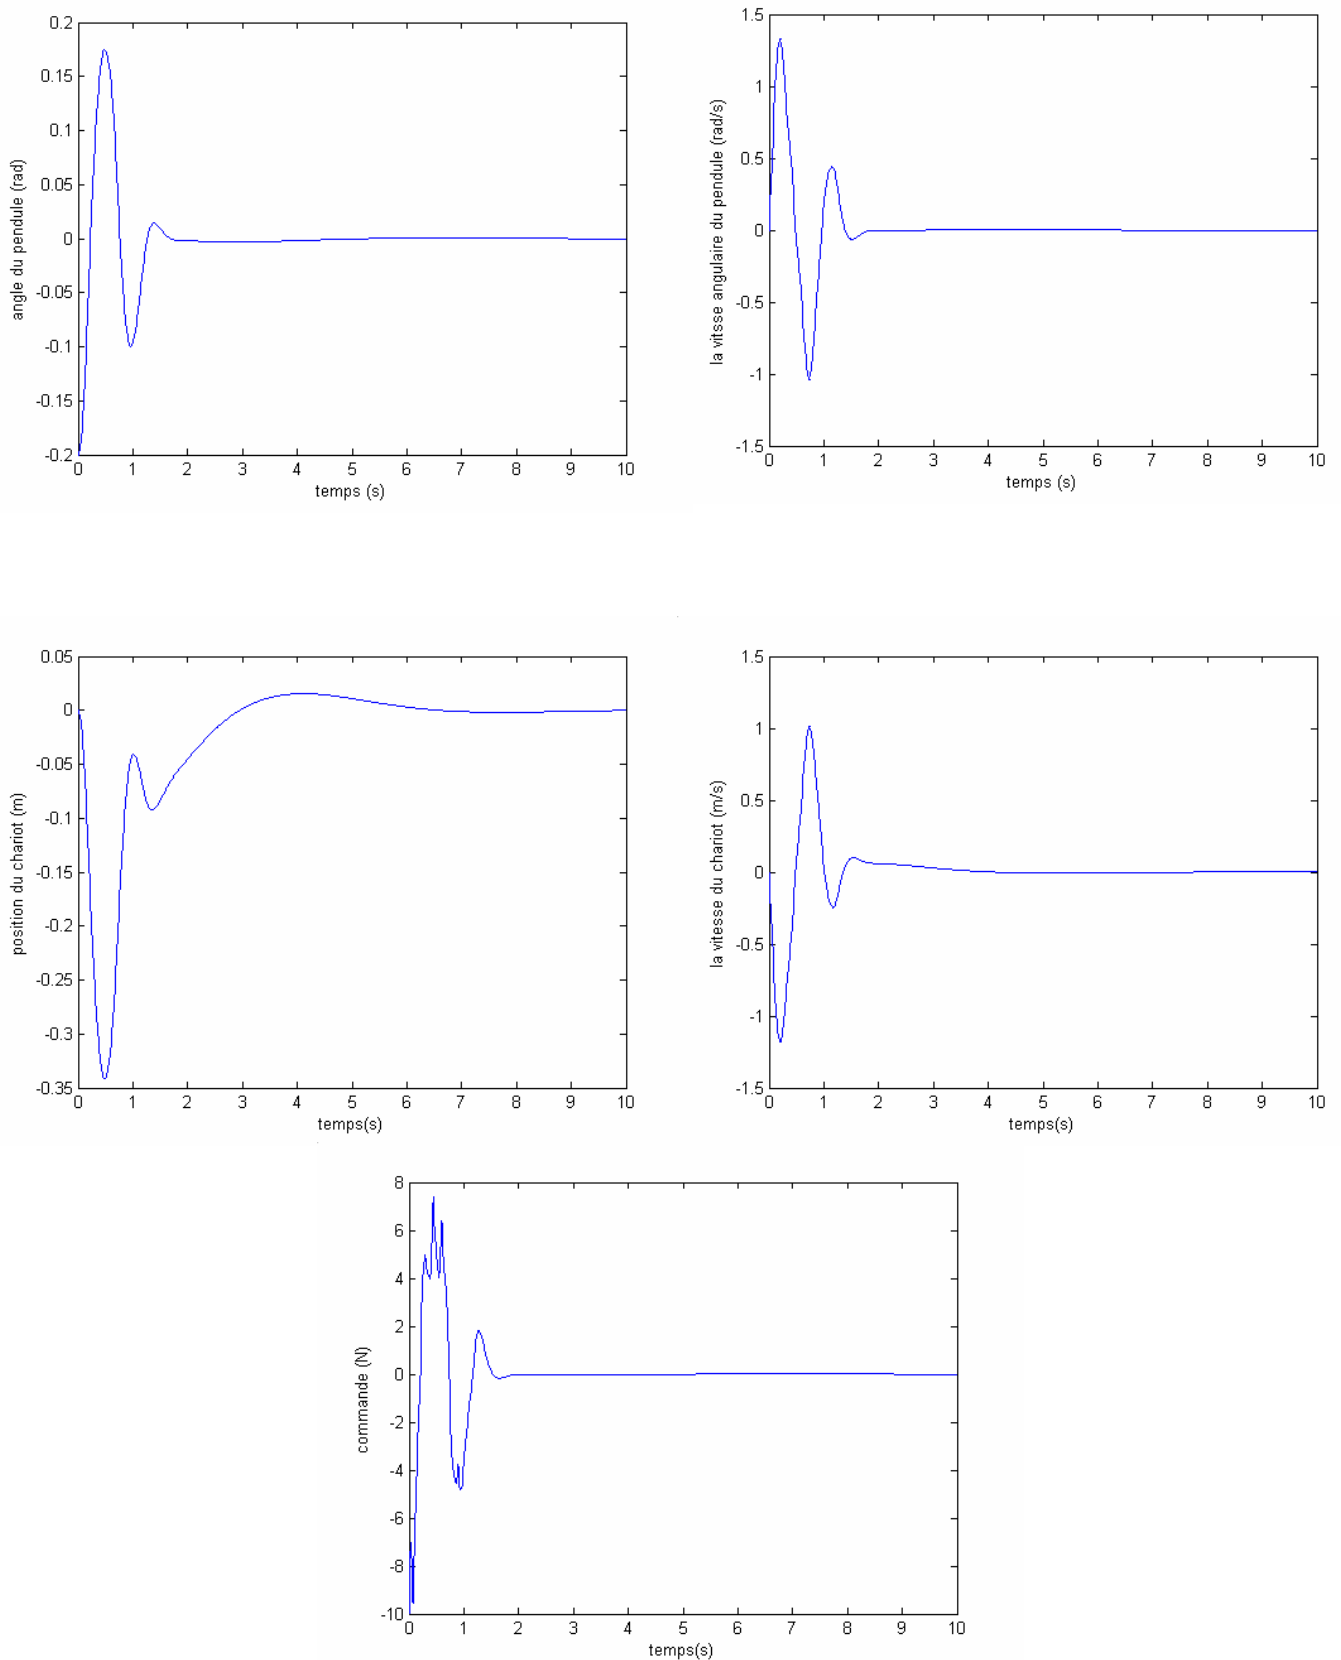 0.2
0.15
0.1
0.05
0
-0.05
-0.1
-0.15
-0.2
angle du pendule (rad)
0 1 2 3 4 5 6 7 8 9 10
temps (s)
1.5
1
0.5
0
-0.5
-1
-1.5
la vitsse angulaire du pendule (rad/s)
0 1 2 3 4 5 6 7 8 9 10
temps (s)
0.05
0
-0.05
-0.1
-0.15
-0.2
-0.25
-0.3
-0.35
position du chariot (m)
0 1 2 3 4 5 6 7 8 9 10
temps(s)
1.5
1
0.5
0
-0.5
-1
-1.5
la vitesse du chariot (m/s)
0 1 2 3 4 5 6 7 8 9 10
temps(s)
8
6
4
2
0
-2
-4
-6
-8
-10
commande (N)
0 1 2 3 4 5 6 7 8 9 10
temps(s)